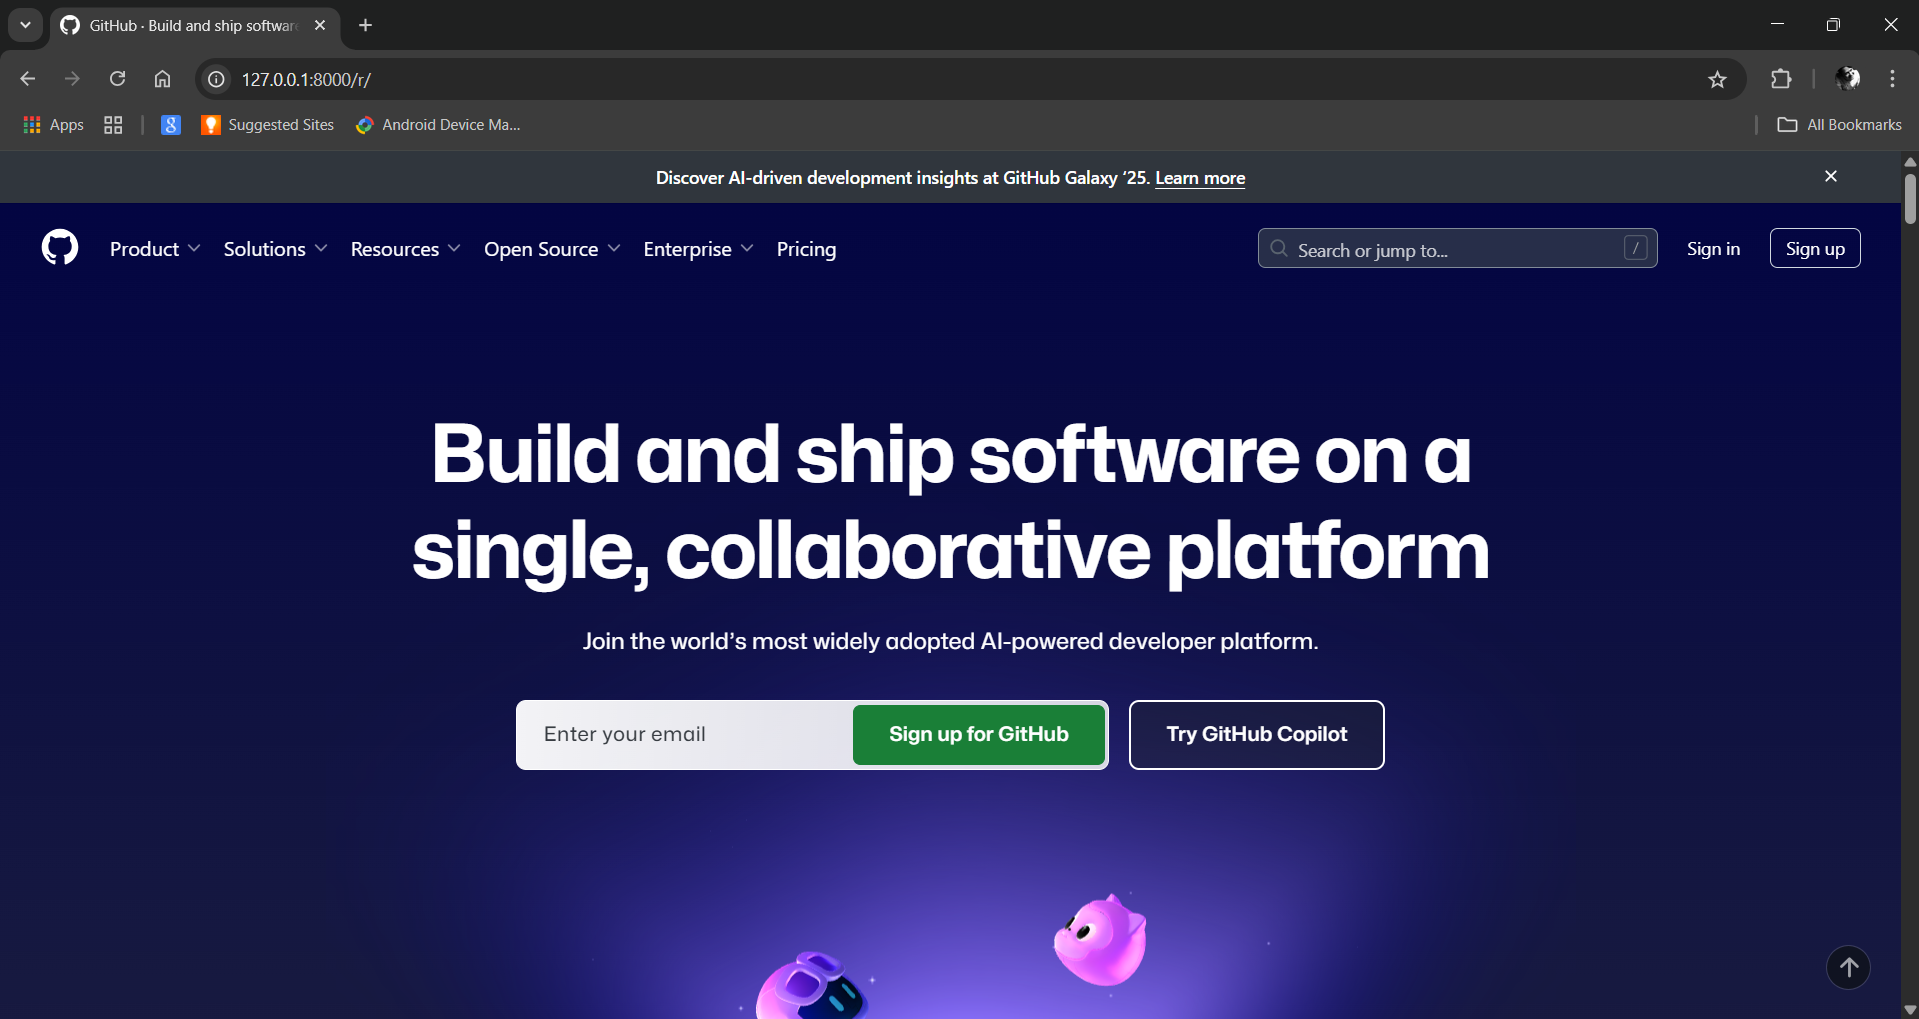 GitHub · Build and ship softwar
127.0.0.1:8000/r/
Apps
Suggested Sites
Android Device Ma...
All Bookmarks
Discover AI-driven development insights at GitHub Galaxy ‘25. Learn more
Product Solutions Resources Open Source Enterprise Pricing
Search or jump to... /
Sign in
Sign up
Build and ship software on a
single, collaborative platform
Join the world’s most widely adopted AI-powered developer platform.
Enter your email
Sign up for GitHub
Try GitHub Copilot